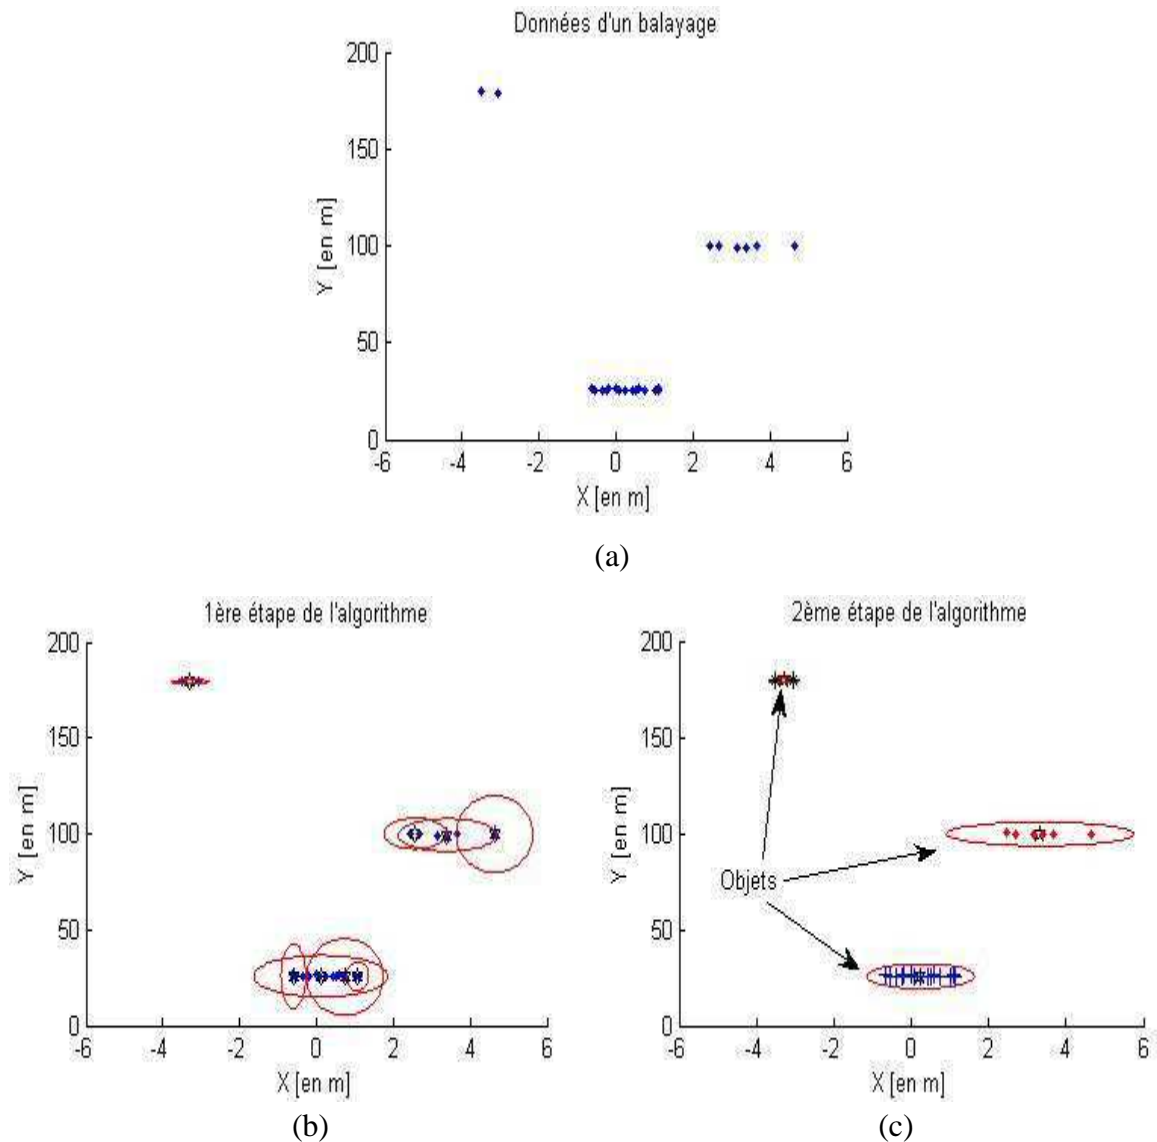 Données d'un balayage
200
150
100
50
0
Y [en m]
-6 -4 -2 0 2 4 6
X [en m]
(a)
1ère étape de l'algorithme
200
150
100
50
0
Y [en m]
-6 -4 -2 0 2 4 6
X [en m]
(b)
2ème étape de l'algorithme
200
150
100
50
0
Y [en m]
Objets
-6 -4 -2 0 2 4 6
X [en m]
(c)